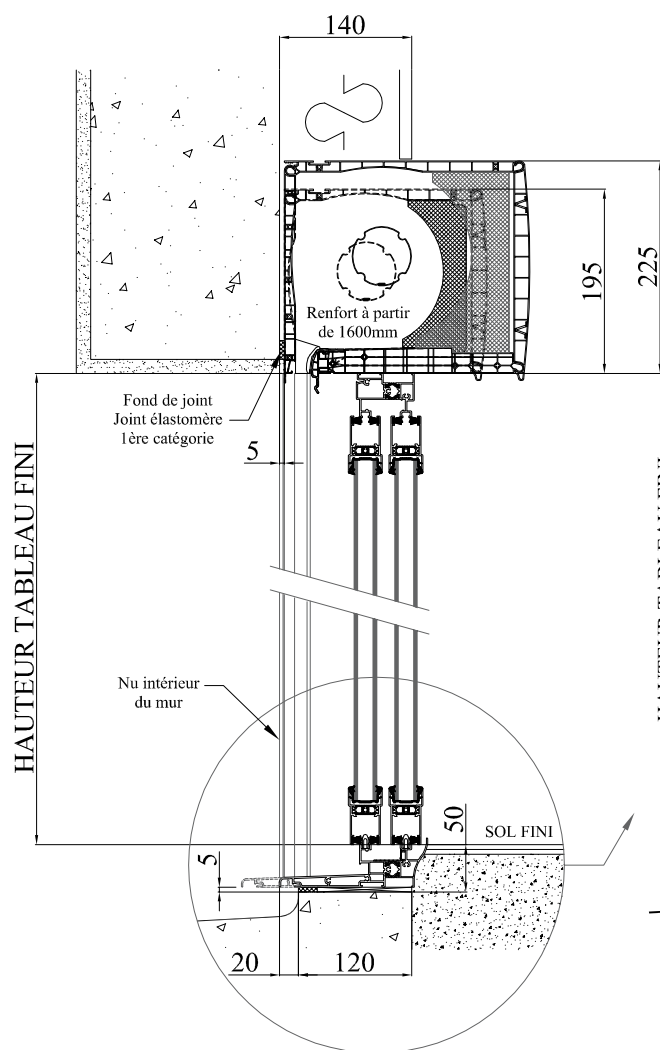 140
195
225
Renfort à partir
de 1600mm
Fond de joint
Joint élastomère
1ère catégorie
5
HAUTEUR TABLEAU FINI
Nu intérieur
du mur
SOL FINI
50
5
20
120